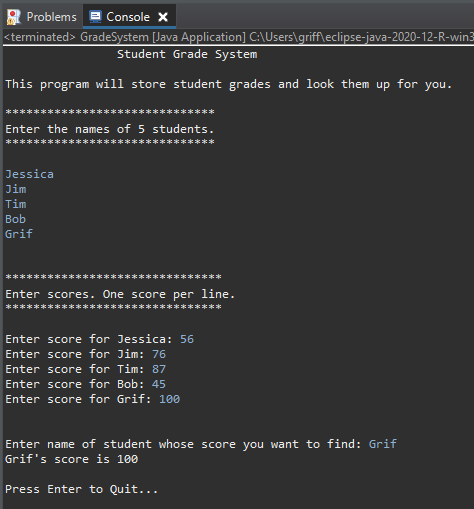 Problems Console
<terminated> GradeSystem [Java Application] C:\Users\griff\eclipse-java-2020-12-R-win3
Student Grade System
This program will store student grades and look them up for you.
******************************
Enter the names of 5 students.
******************************
Jessica
Jim
Tim
Bob
Grif
*******************************
Enter scores. One score per line.
*******************************
Enter score for Jessica: 56
Enter score for Jim: 76
Enter score for Tim: 87
Enter score for Bob: 45
Enter score for Grif: 100
Enter name of student whose score you want to find: Grif
Grif's score is 100
Press Enter to Quit...